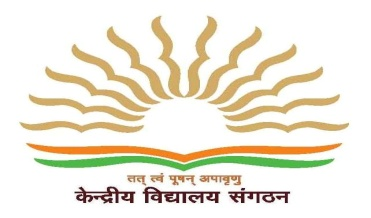 तत् त्वं पूषन् अपावृणु
केन्द्रीय विद्यालय संगठन